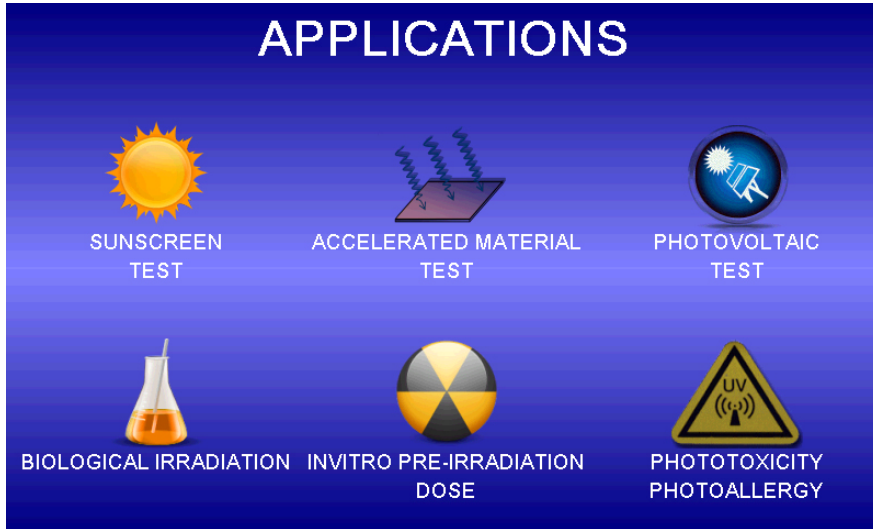 APPLICATIONS
SUNSCREEN
TEST
ACCELERATED MATERIAL
TEST
PHOTOVOLTAIC
TEST
BIOLOGICAL IRRADIATION
INVITRO PRE-IRRADIATION
DOSE
UV
PHOTOTOXICITY
PHOTOALLERGY